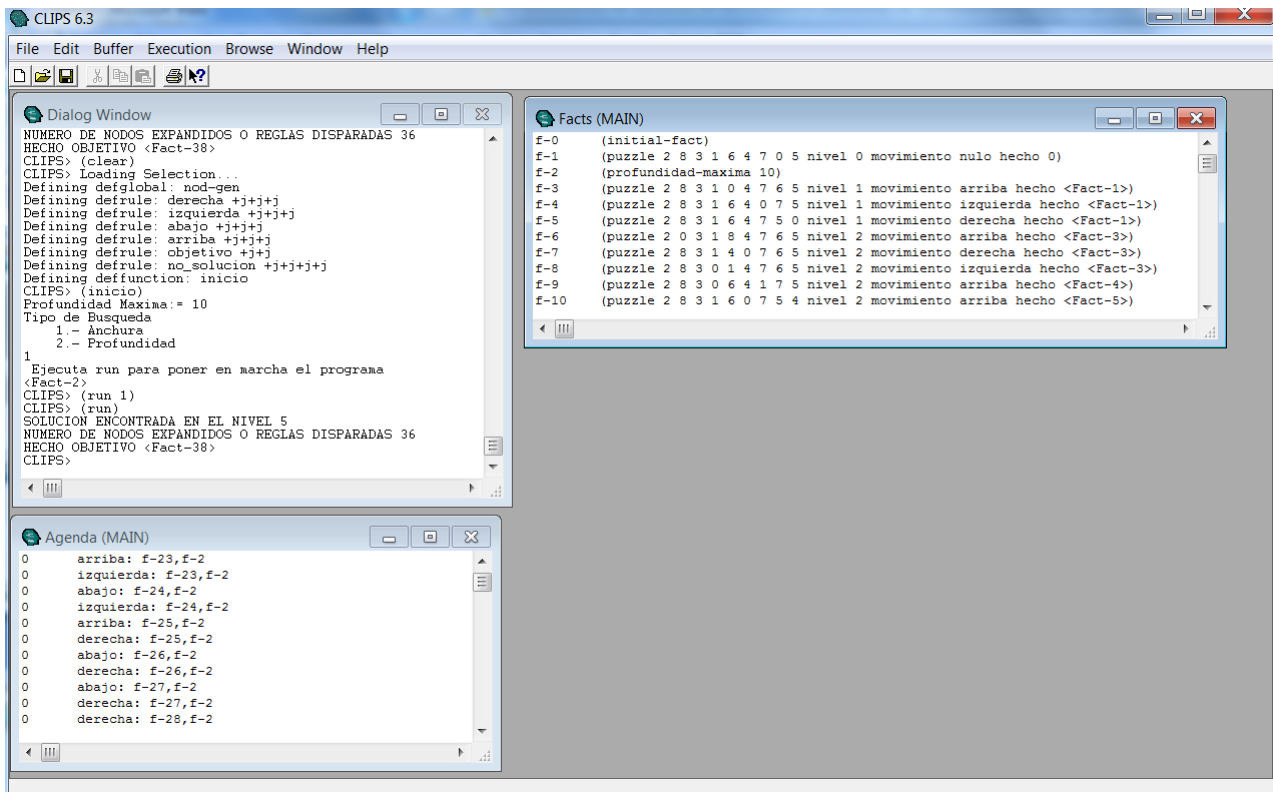 CLIPS 6.3
File Edit Buffer Execution Browse Window Help
Dialog Window
NUMERO DE NODOS EXPANDIDOS O REGLAS DISPARADAS 36
HECHO OBJETIVO <Fact-38>
CLIPS> (clear)
CLIPS> Loading Selection...
Defining defglobal: nod-gen
Defining defrule: derecha +j+j+j
Defining defrule: izquierda +j+j+j
Defining defrule: abajo +j+j+j
Defining defrule: arriba +j+j+j
Defining defrule: objetivo +j+j
Defining defrule: no_solucion +j+j+j+j
Defining deffunction: inicio
CLIPS> (inicio)
Profundidad Maxima:= 10
Tipo de Busqueda
1.- Anchura
2.- Profundidad
1
Ejecuta run para poner en marcha el programa
<Fact-2>
CLIPS> (run 1)
CLIPS> (run)
SOLUCION ENCONTRADA EN EL NIVEL 5
NUMERO DE NODOS EXPANDIDOS O REGLAS DISPARADAS 36
HECHO OBJETIVO <Fact-38>
CLIPS>
Facts (MAIN)
f-0 (initial-fact)
f-1 (puzzle 2 8 3 1 6 4 7 0 5 nivel 0 movimiento nulo hecho 0)
f-2 (profundidad-maxima 10)
f-3 (puzzle 2 8 3 1 0 4 7 6 5 nivel 1 movimiento arriba hecho <Fact-1>)
f-4 (puzzle 2 8 3 1 6 4 0 7 5 nivel 1 movimiento izquierda hecho <Fact-1>)
f-5 (puzzle 2 8 3 1 6 4 7 5 0 nivel 1 movimiento derecha hecho <Fact-1>)
f-6 (puzzle 2 0 3 1 8 4 7 6 5 nivel 2 movimiento arriba hecho <Fact-3>)
f-7 (puzzle 2 8 3 1 4 0 7 6 5 nivel 2 movimiento derecha hecho <Fact-3>)
f-8 (puzzle 2 8 3 0 1 4 7 6 5 nivel 2 movimiento izquierda hecho <Fact-3>)
f-9 (puzzle 2 8 3 0 6 4 1 7 5 nivel 2 movimiento arriba hecho <Fact-4>)
f-10 (puzzle 2 8 3 1 6 0 7 5 4 nivel 2 movimiento arriba hecho <Fact-5>)
Agenda (MAIN)
0 arriba: f-23,f-2
0 izquierda: f-23,f-2
0 abajo: f-24,f-2
0 izquierda: f-24,f-2
0 arriba: f-25,f-2
0 derecha: f-25,f-2
0 abajo: f-26,f-2
0 derecha: f-26,f-2
0 abajo: f-27,f-2
0 derecha: f-27,f-2
0 derecha: f-28,f-2